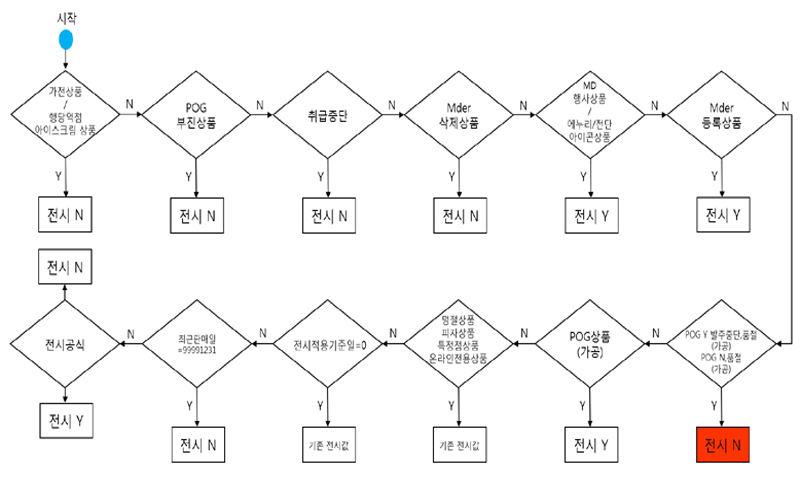 시작
가전상품
/
행당역점
아이스크림 상품
N
POG
부진상품
N
취급중단
N
Mder
삭제상품
N
MD
행사상품
/
에누리/전단
아이콘상품
N
Mder
등록상품
N
Y
Y
Y
Y
Y
Y
전시 N
전시 N
전시 N
전시 N
전시 Y
전시 Y
전시 N
전시공식
N
최근판매일
=99991231
N
전시적용기준일=0
N
명절상품
피자상품
특정점상품
온라인전용상품
N
POG상품
(가공)
N
POG Y 발주중단,품절
(가공)
POG N,품절
(가공)
Y
Y
Y
Y
Y
Y
전시 Y
전시 N
기존 전시값
기존 전시값
전시 Y
전시 N